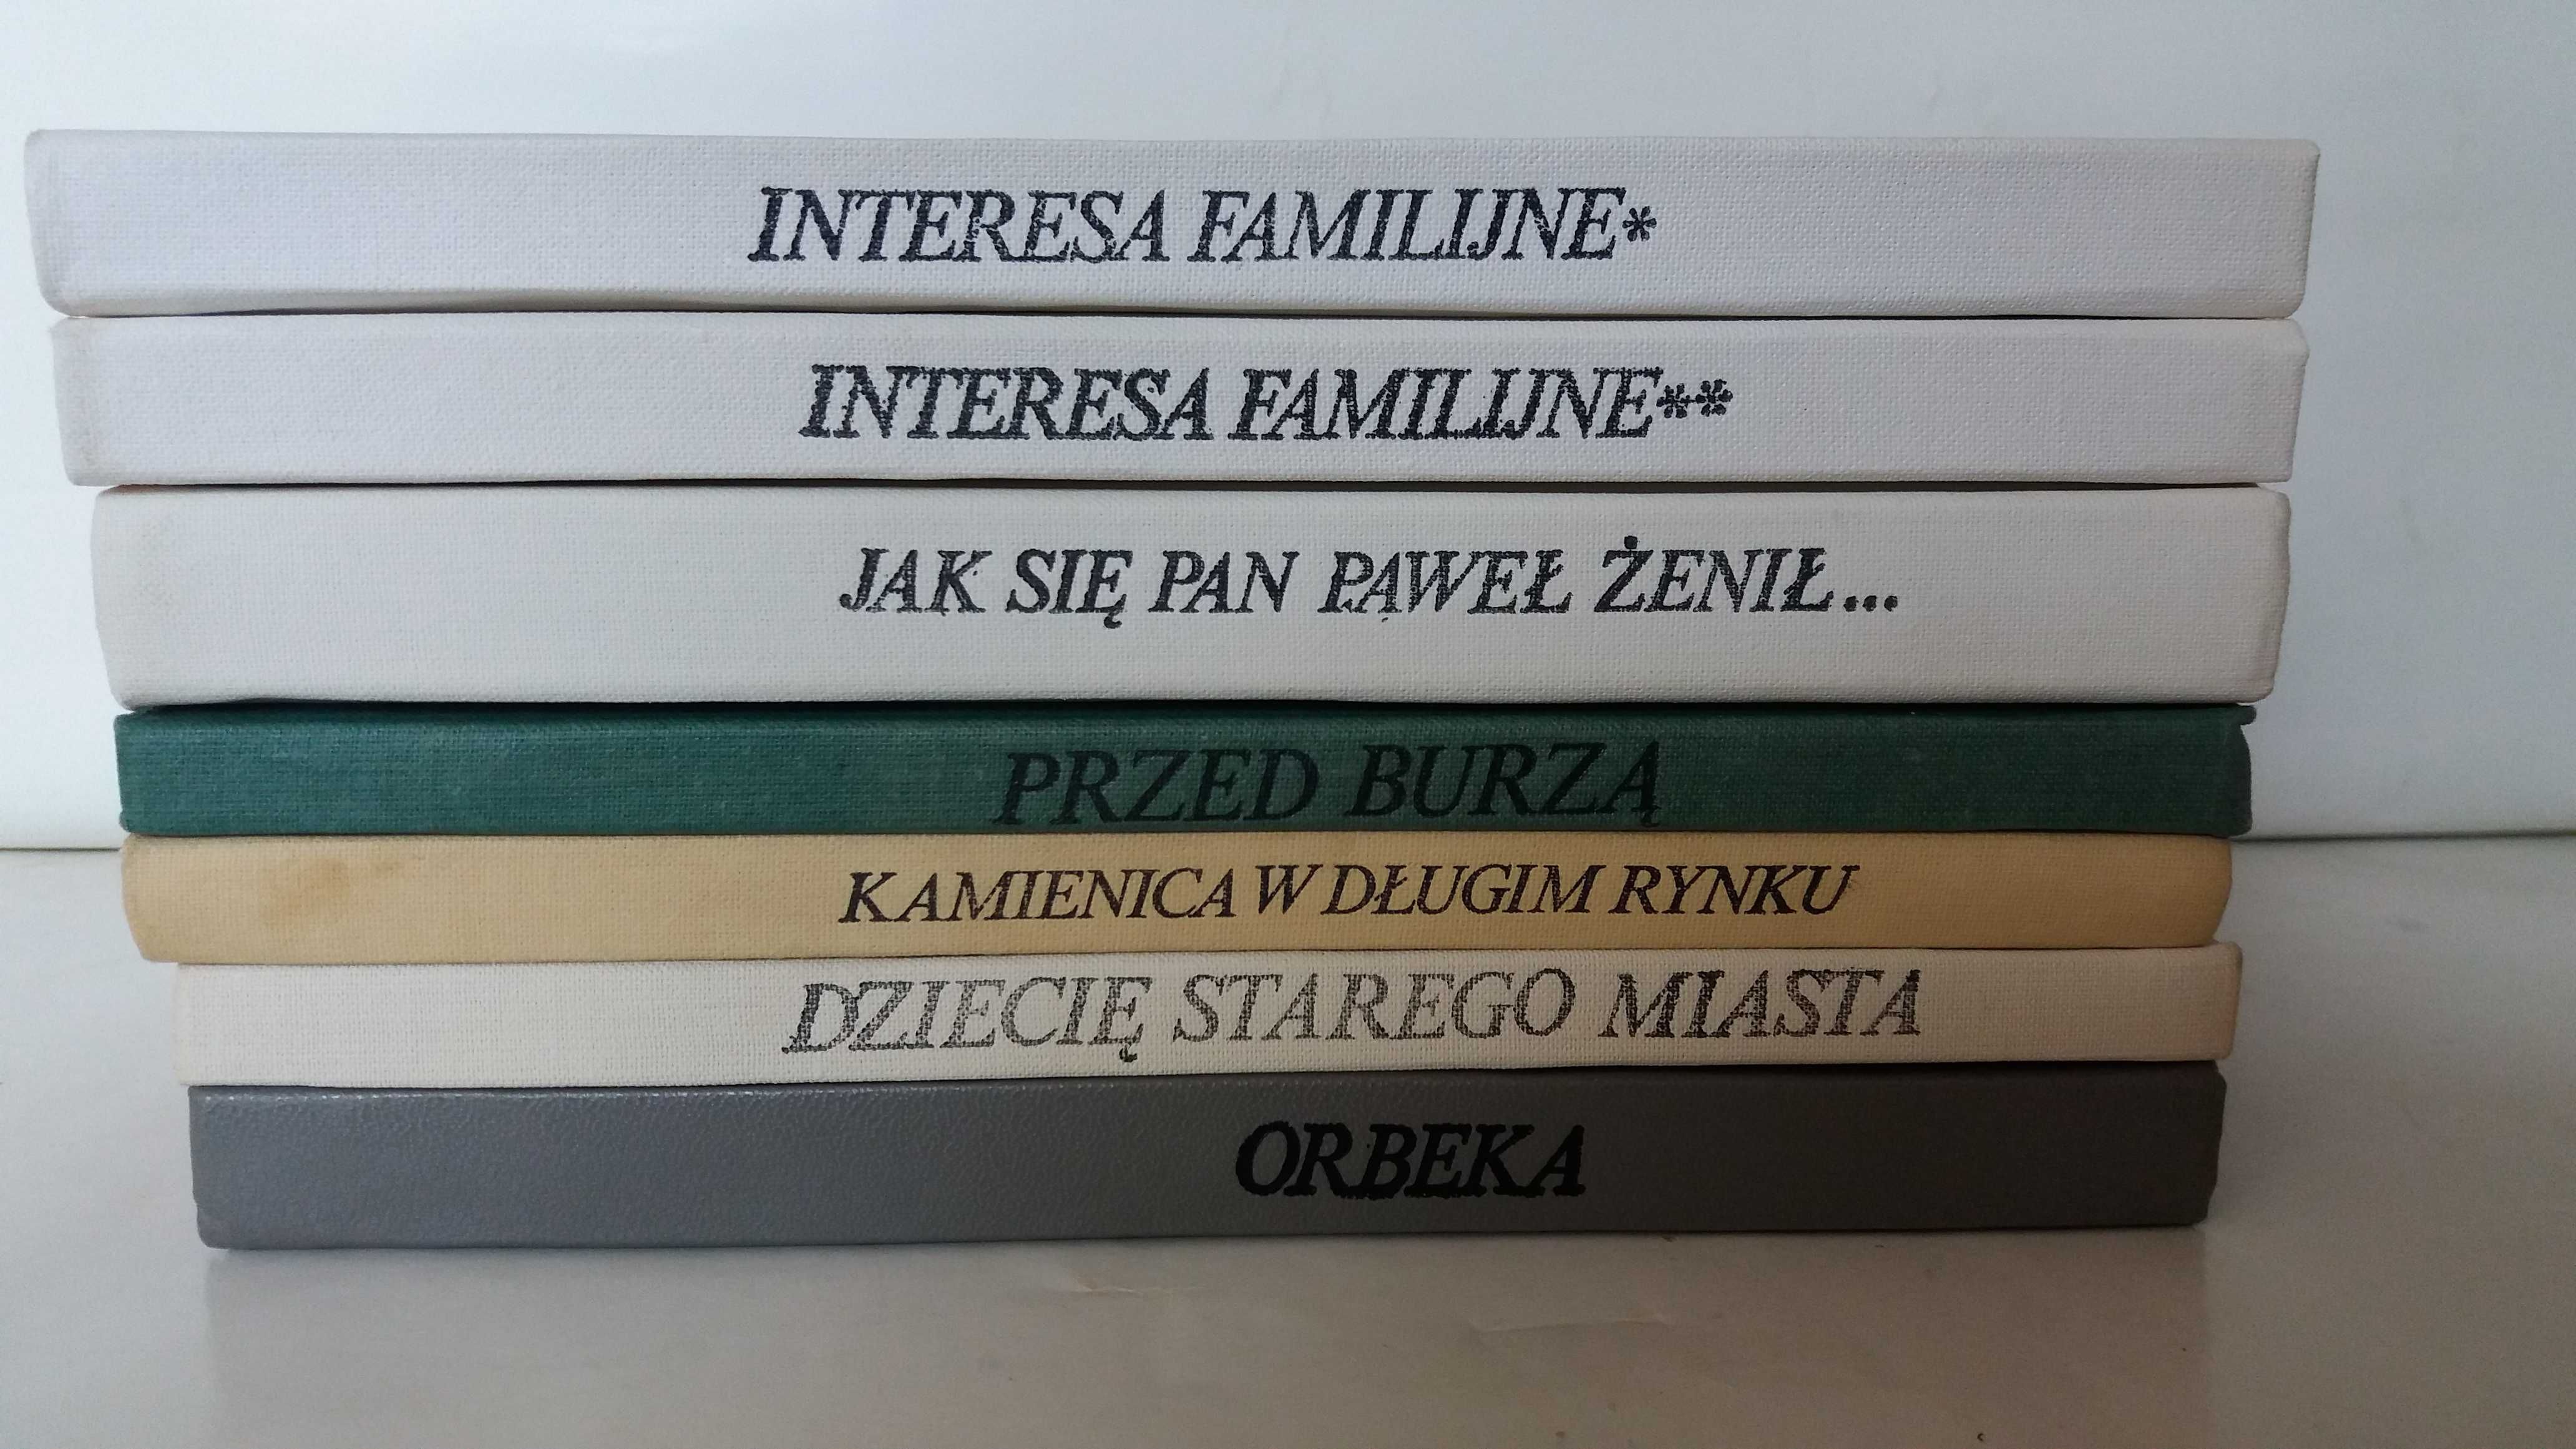 INTERESA FAMILIJNE*
INTERESA FAMILIJNE**
JAK SIĘ PAN PAWEŁ ŻENIŁ...
PRZED BURZĄ
KAMIENICA W DŁUGIM RYNKU
DZIECIĘ STAREGO MIASTA
ORBEKA